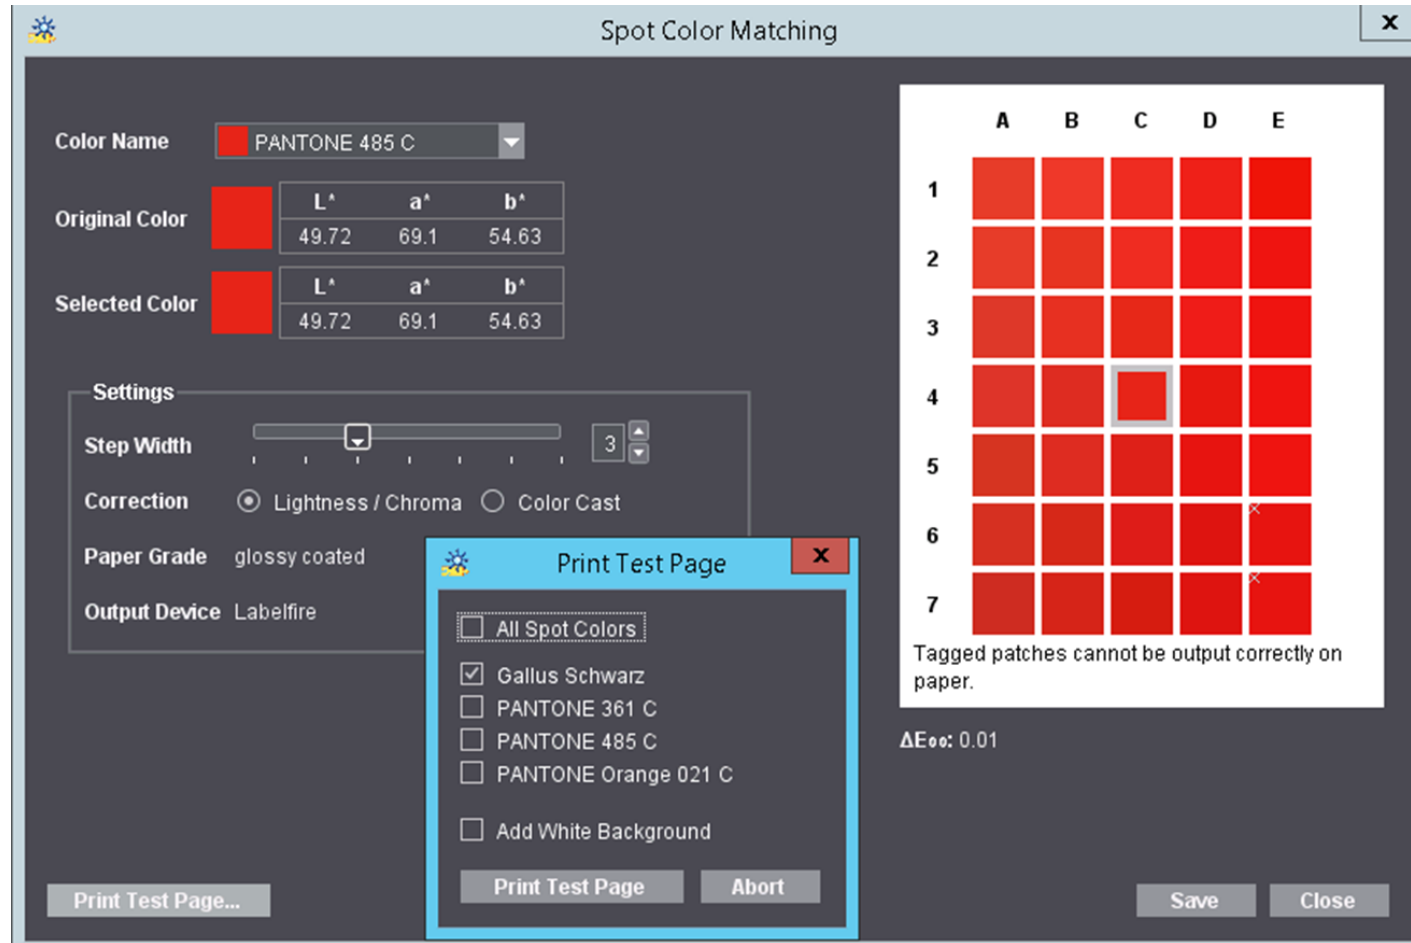 Spot Color Matching
x
Color Name PANTONE 485 C
Original Color
L* a* b*
49.72 69.1 54.63
Selected Color
L* a* b*
49.72 69.1 54.63
Settings
Step Width 3
Correction Lightness / Chroma Color Cast
Paper Grade glossy coated
Output Device Labelfire
Print Test Page...
Print Test Page
x
All Spot Colors
Gallus Schwarz
PANTONE 361 C
PANTONE 485 C
PANTONE Orange 021 C
Add White Background
Print Test Page Abort
A B C D E
1
2
3
4
5
6
7
Tagged patches cannot be output correctly on
paper.
ΔE₀₀: 0.01
Save Close